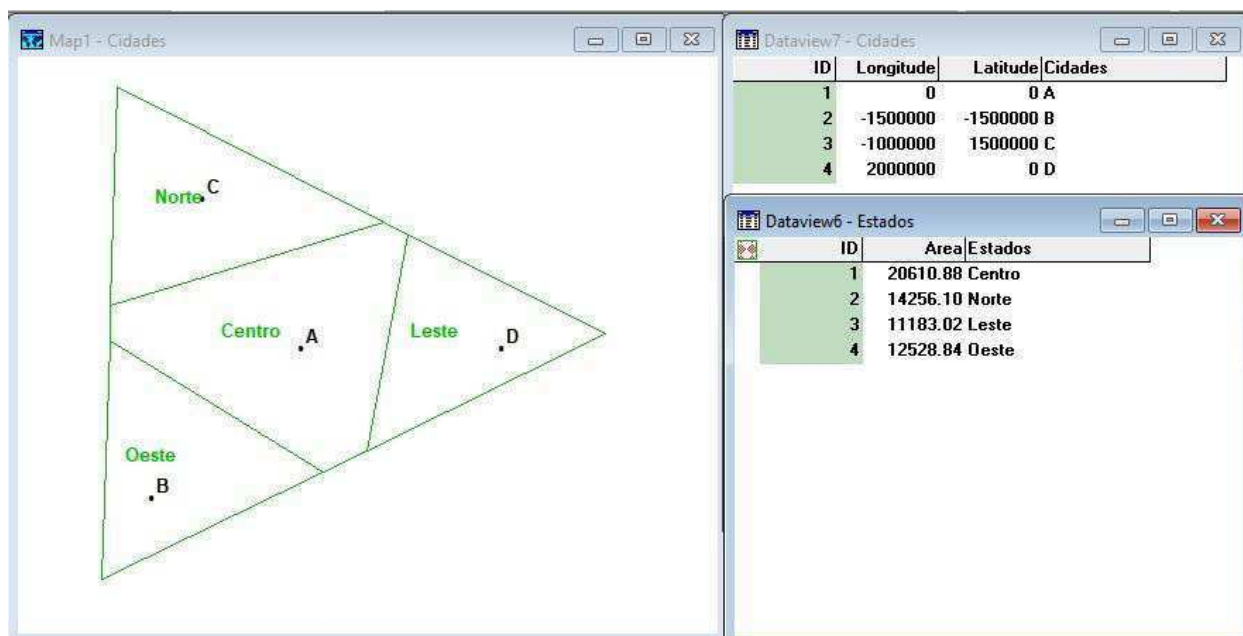 Map1 - Cidades
Norte
C
Centro
A
Leste
D
Oeste
B
Dataview7 - Cidades
ID Longitude Latitude Cidades
1 0 0 A
2 -1500000 -1500000 B
3 -1000000 1500000 C
4 2000000 0 D
Dataview6 - Estados
ID Area Estados
1 20610.88 Centro
2 14256.10 Norte
3 11183.02 Leste
4 12528.84 Oeste